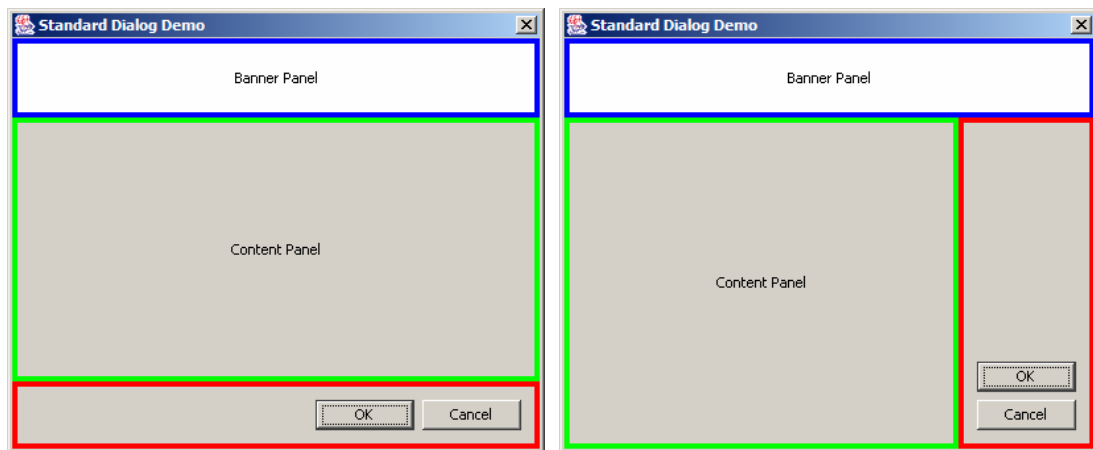 Standard Dialog Demo
Banner Panel
Content Panel
OK Cancel
Standard Dialog Demo
Banner Panel
Content Panel
OK
Cancel